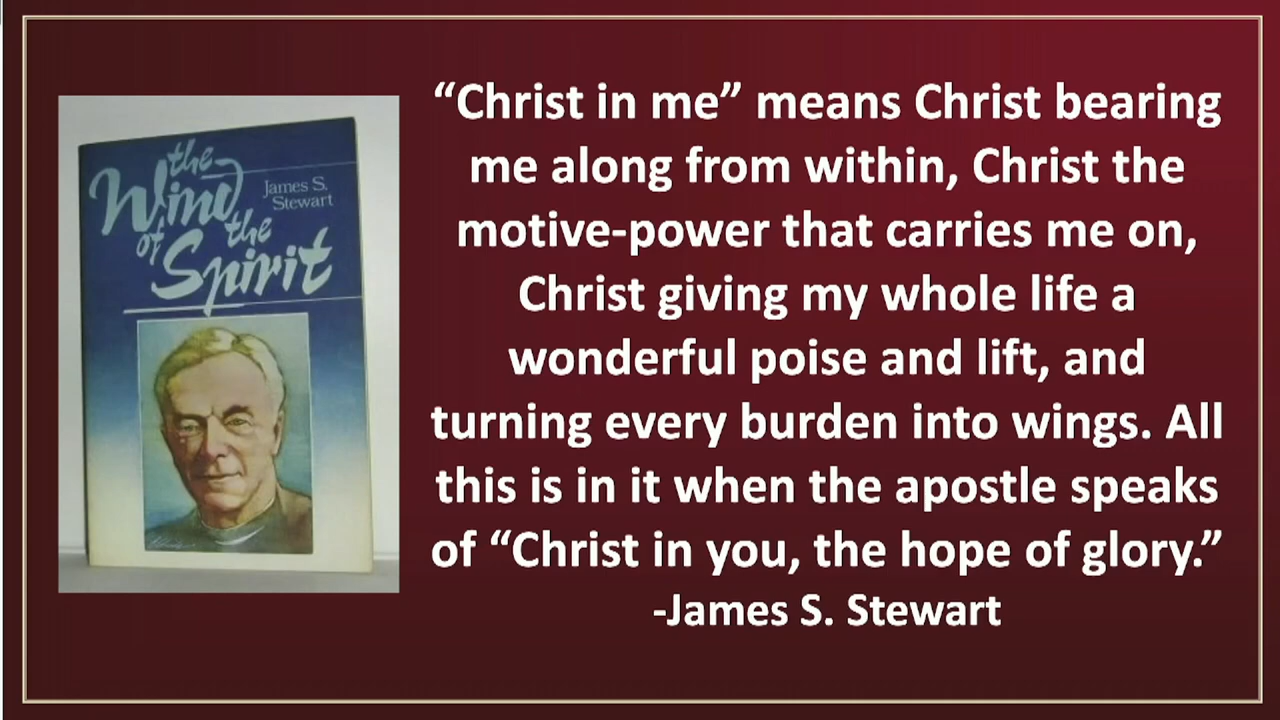 the
Wind
of the
Spirit
James S.
Stewart
“Christ in me” means Christ bearing
me along from within, Christ the
motive-power that carries me on,
Christ giving my whole life a
wonderful poise and lift, and
turning every burden into wings. All
this is in it when the apostle speaks
of “Christ in you, the hope of glory.”
-James S. Stewart